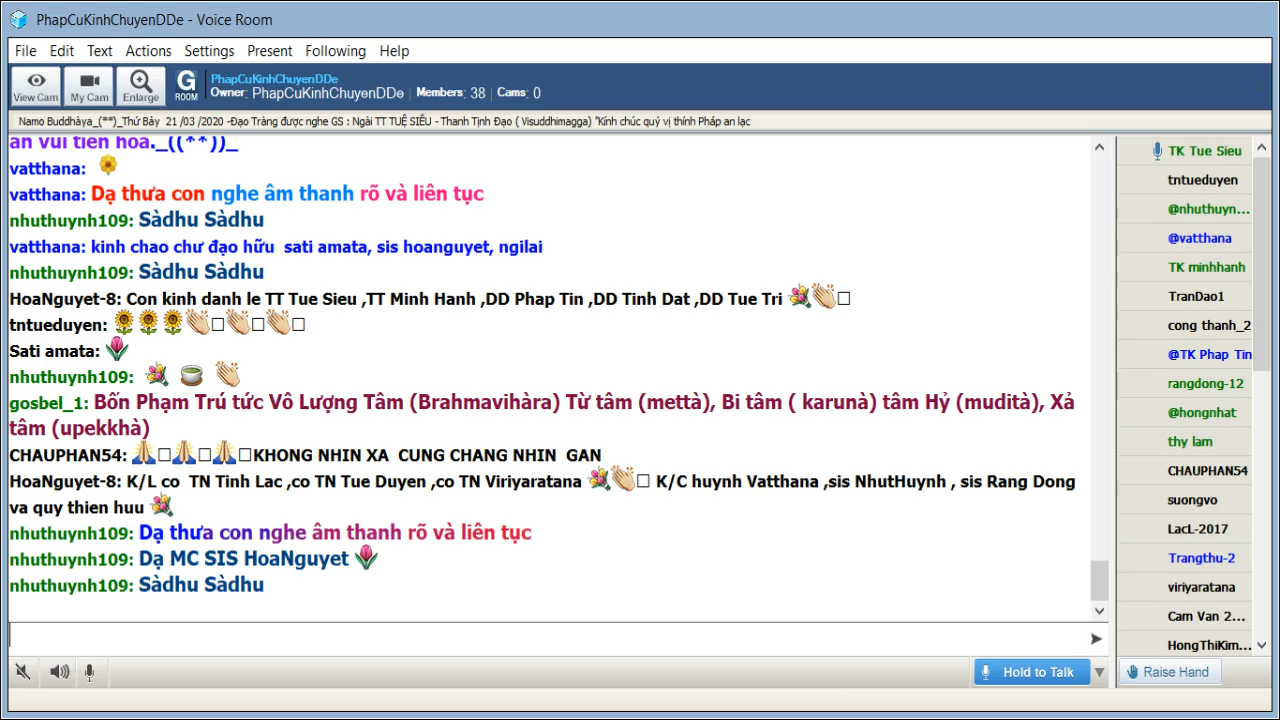 PhapCuKinhChuyenDDe - Voice Room
File Edit Text Actions Settings Present Following Help
View Cam My Cam Enlarge G ROOM
PhapCuKinhChuyenDDe
Owner: PhapCuKinhChuyenDDe | Members: 38 | Cams: 0
Namo Buddhàya_(**)_Thứ Bảy 21 /03 /2020 -Đạo Tràng được nghe GS : Ngài TT TUỆ SIÊU - Thanh Tịnh Đạo ( Visuddhimagga) "Kính chúc quý vị thính Pháp an lạc
an vui tiến hóa._((**))_
vatthana:
vatthana: Dạ thưa con nghe âm thanh rõ và liên tục
nhuthuynh109: Sàdhu Sàdhu
vatthana: kinh chao chư đạo hữu sati amata, sis hoanguyet, ngilai
nhuthuynh109: Sàdhu Sàdhu
HoaNguyet-8: Con kinh danh le TT Tue Sieu ,TT Minh Hanh ,DD Phap Tin ,DD Tinh Dat ,DD Tue Tri
tntueduyen:
Sati amata:
nhuthuynh109:
gosbel_1: Bốn Phạm Trú tức Vô Lượng Tâm (Brahmavihàra) Từ tâm (mettà), Bi tâm ( karunà) tâm Hỷ (mudità), Xả
tâm (upekkhà)
CHAUPHAN54: KHONG NHIN XA CUNG CHANG NHIN GAN
HoaNguyet-8: K/L co TN Tinh Lac ,co TN Tue Duyen ,co TN Viriyaratana K/C huynh Vatthana ,sis NhutHuynh , sis Rang Dong
va quy thien huu
nhuthuynh109: Dạ thưa con nghe âm thanh rõ và liên tục
nhuthuynh109: Dạ MC SIS HoaNguyet
nhuthuynh109: Sàdhu Sàdhu
TK Tue Sieu
tntueduyen
@nhuthuyn...
@vatthana
TK minhhanh
TranDao1
cong thanh_2
@TK Phap Tin
rangdong-12
@hongnhat
thy lam
CHAUPHAN54
suongvo
LacL-2017
Trangthu-2
viriyaratana
Cam Van 2...
HongThiKim...
Hold to Talk
Raise Hand